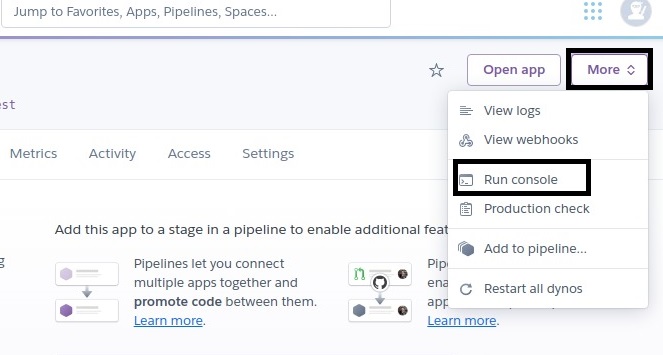 Jump to Favorites, Apps, Pipelines, Spaces...
Open app
More
est
View logs
View webhooks
Metrics
Activity
Access
Settings
Run console
Production check
Add this app to a stage in a pipeline to enable additional feat
Add to pipeline...
Pipelines let you connect
multiple apps together and
promote code between them.
Learn more.
Pip
ena
app
Learn more.
Restart all dynos
g